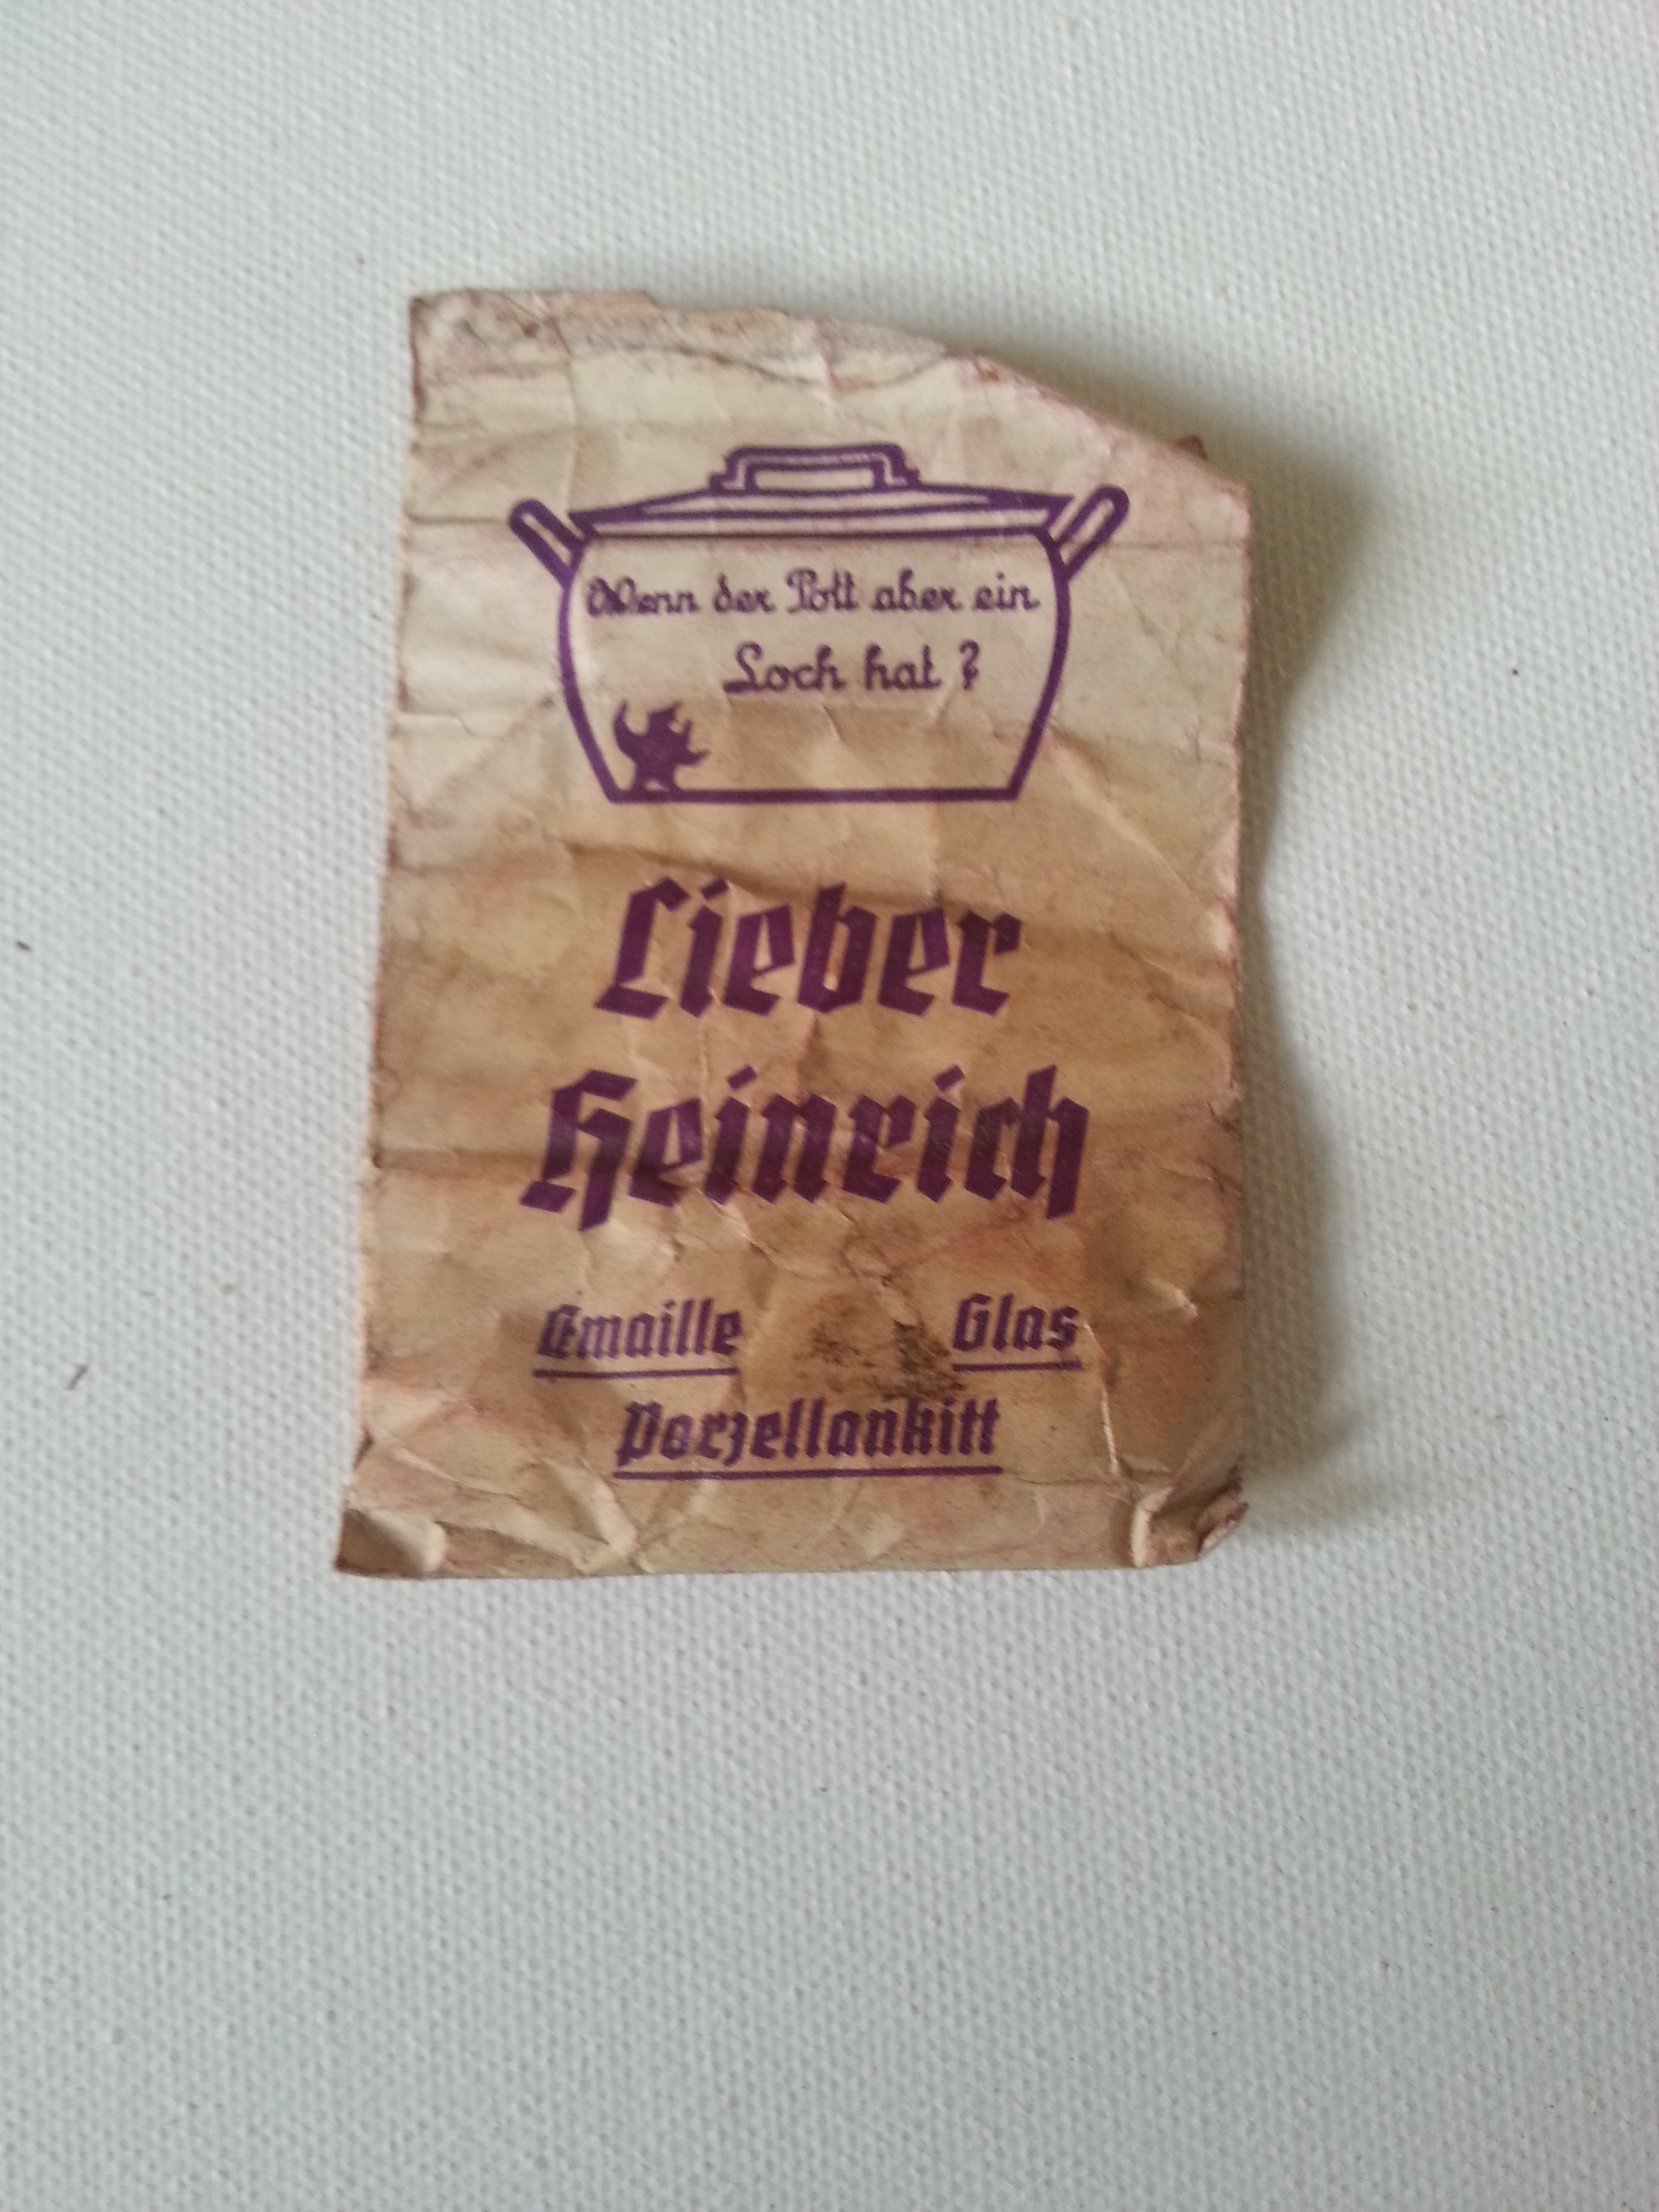 Wenn der Pott aber ein
Loch hat ?
Lieber
Heinrich
Emaille Glas
Porzellankitt